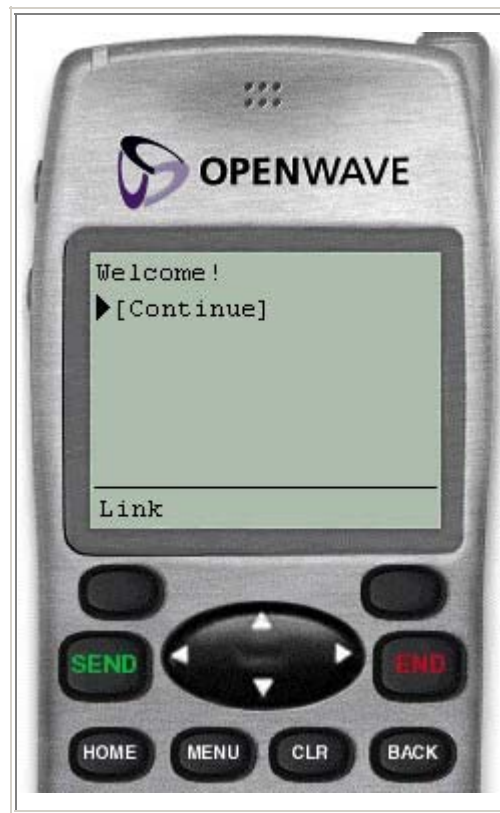 OPENWAVE
Welcome!
[Continue]
Link
SEND
END
HOME MENU CLR BACK